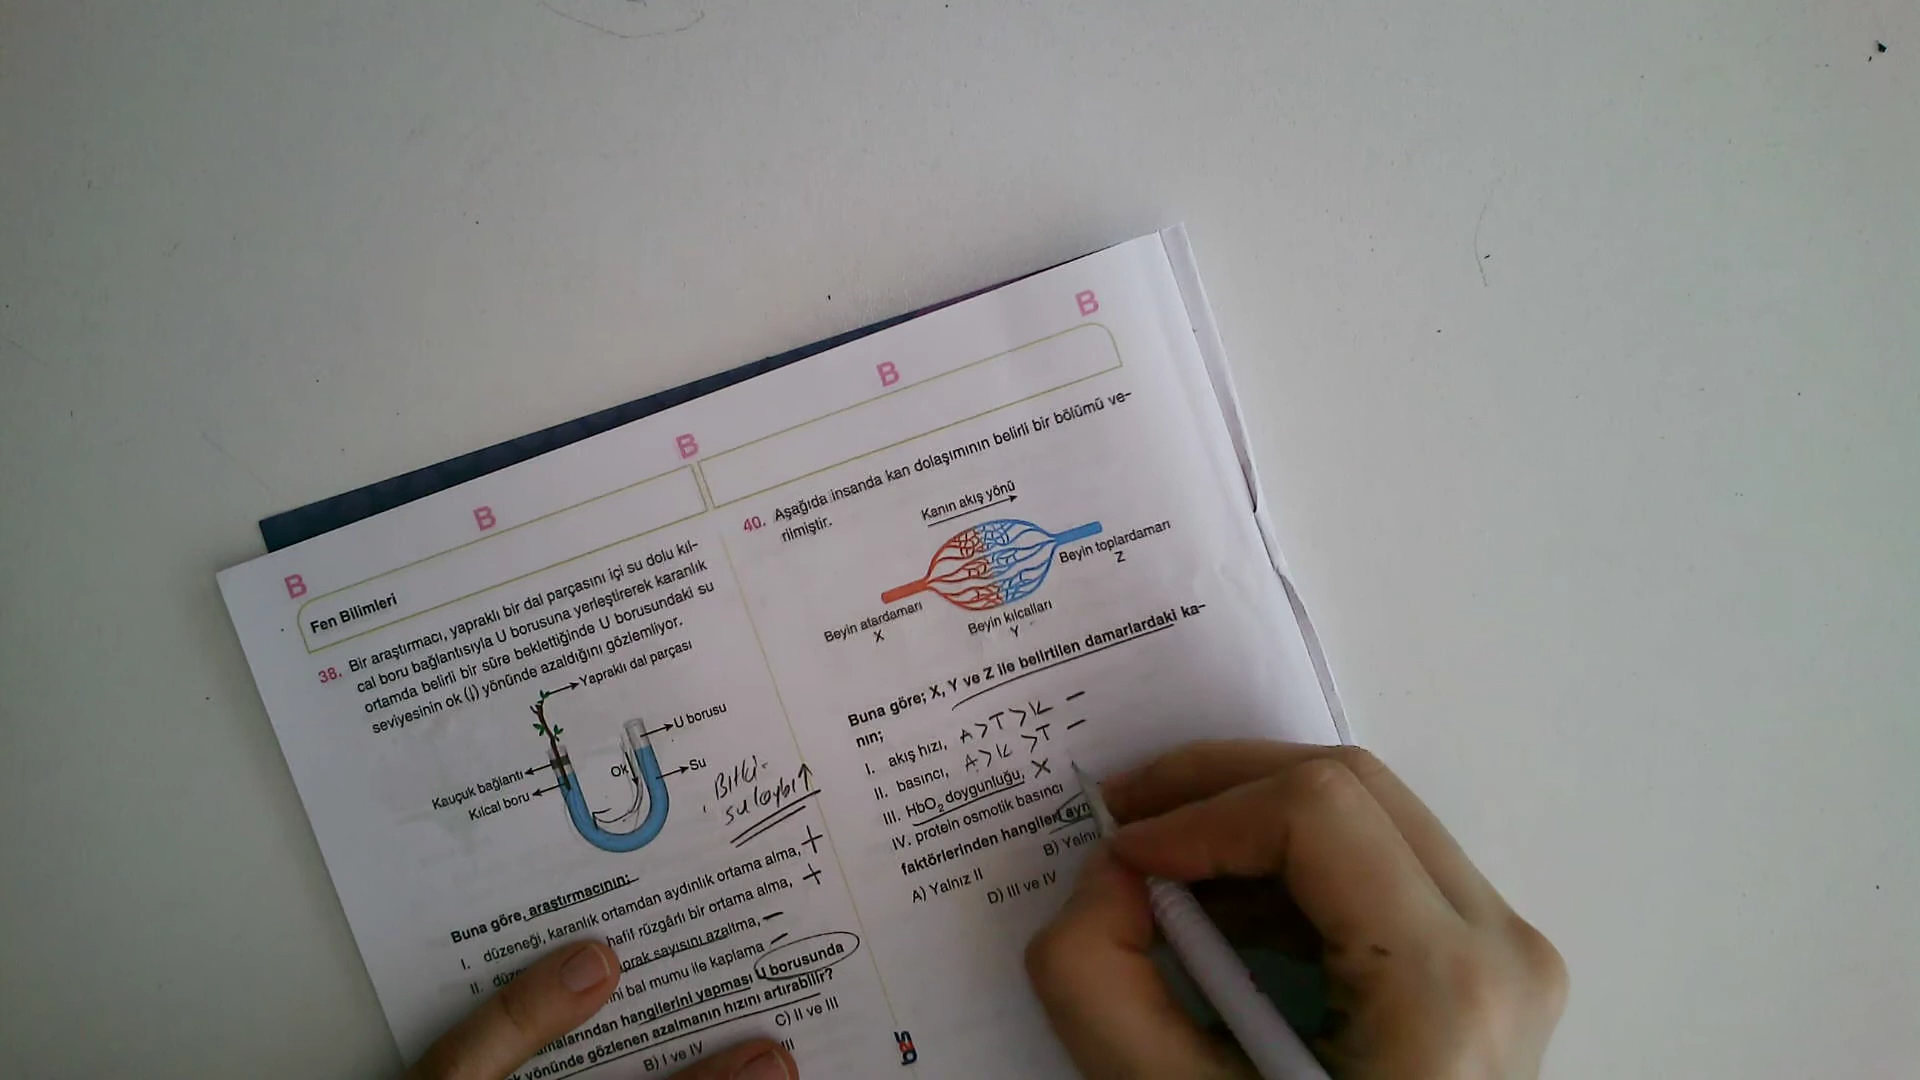 B
B
B
B
B
Fen Bilimleri
38. Bir araştırmacı, yapraklı bir dal parçasını içi su dolu kıl-
cal boru bağlantısıyla U borusuna yerleştirerek karanlık
ortamda belirli bir süre beklettiğinde U borusundaki su
seviyesinin ok (↓) yönünde azaldığını gözlemliyor.
Yapraklı dal parçası
U borusu
Su
Ok
Kauçuk bağlantı
Kılcal boru
Bitki
su kaybı ↑
Buna göre, araştırmacının;
I. düzeneği, karanlık ortamdan aydınlık ortama alma, +
II. hafif rüzgârlı bir ortama alma, +
yaprak sayısını azaltma, –
bal mumu ile kaplama –
hangilerini yapması U borusunda
yönünde gözlenen azalmanın hızını artırabilir?
B) I ve IV
C) II ve III
40. Aşağıda insanda kan dolaşımının belirli bir bölümü ve-
rilmiştir.
Kanın akış yönü
Beyin atardamarı
X
Beyin kılcalları
Y
Beyin toplardamarı
Z
Buna göre; X, Y ve Z ile belirtilen damarlardaki ka-
nın;
I. akış hızı, A>T>K –
II. basıncı, A>K>T –
III. HbO₂ doygunluğu, X
IV. protein osmotik basıncı
faktörlerinden hangileri
A) Yalnız II
B)
D) III ve IV